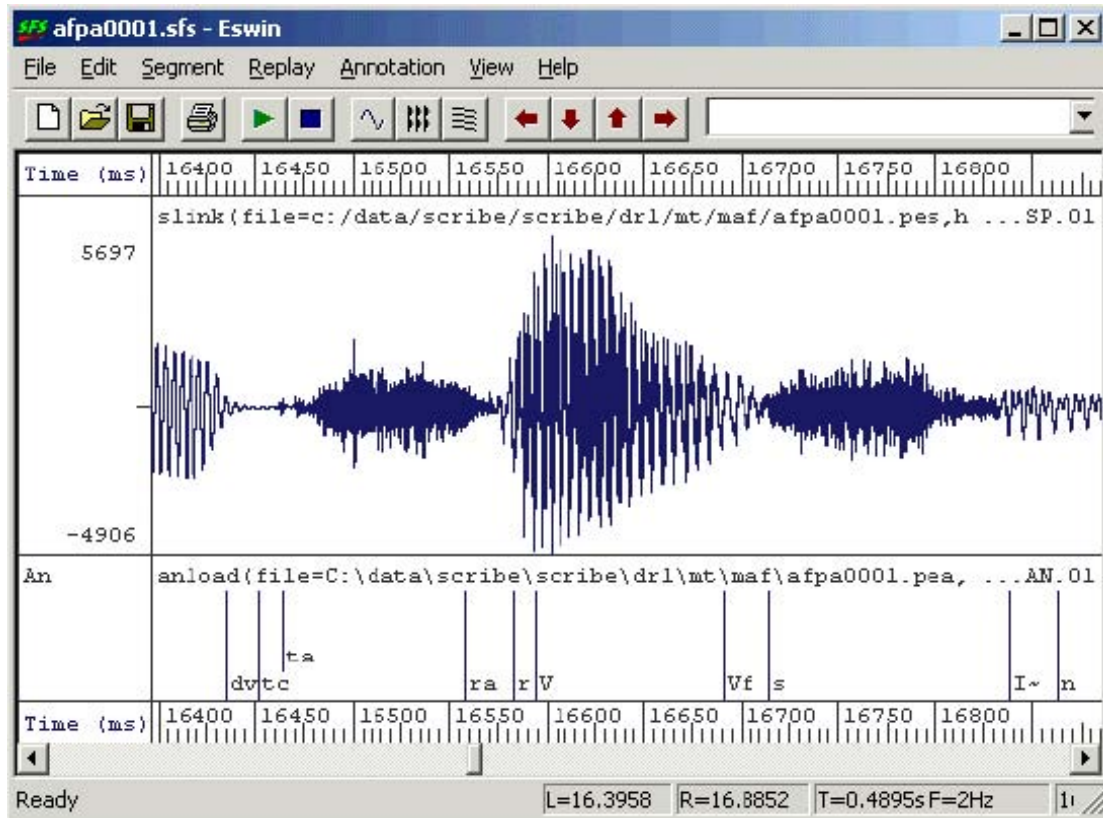 SFS afpa0001.sfs - Eswin
File Edit Segment Replay Annotation View Help
Time (ms) 16400 16450 16500 16550 16600 16650 16700 16750 16800
slink(file=c:/data/scribe/scribe/drl/mt/maf/afpa0001.pes,h ...SP.01
5697
-4906
An anload(file=C:\data\scribe\scribe\drl\mt\maf\afpa0001.pea, ...AN.01
ta
dv tc ra r V Vf s I~ n
Time (ms) 16400 16450 16500 16550 16600 16650 16700 16750 16800
Ready L=16.3958 R=16.8852 T=0.4895s F=2Hz